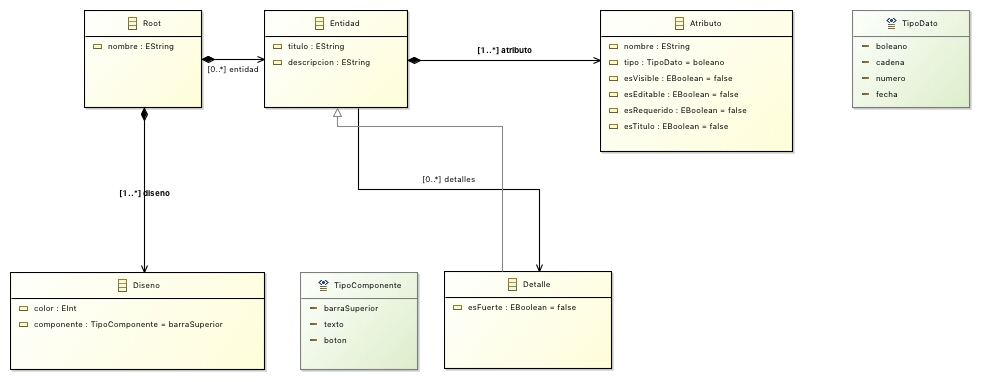 Root
nombre : EString
[0..*] entidad
Entidad
titulo : EString
descripcion : EString
[1..*] atributo
Atributo
nombre : EString
tipo : TipoDato = boleano
esVisible : EBoolean = false
esEditable : EBoolean = false
esRequerido : EBoolean = false
esTitulo : EBoolean = false
TipoDato
boleano
cadena
numero
fecha
[1..*] diseno
[0..*] detalles
Diseno
color : EInt
componente : TipoComponente = barraSuperior
TipoComponente
barraSuperior
texto
boton
Detalle
esFuerte : EBoolean = false